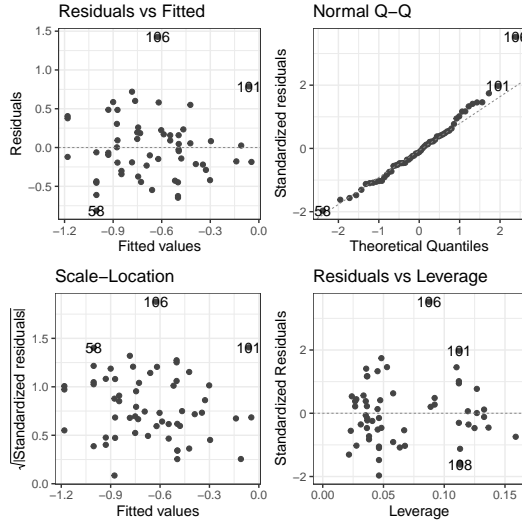 Residuals vs Fitted
106
101
58
1.5
1.0
0.5
0.0
−0.5
Residuals
−1.2 −0.9 −0.6 −0.3 0.0
Fitted values
Normal Q−Q
106
101
58
2
0
−2
Standardized residuals
−2 −1 0 1 2
Theoretical Quantiles
Scale−Location
106
58
101
1.5
1.0
0.5
0.0
√|Standardized residuals|
−1.2 −0.9 −0.6 −0.3 0.0
Fitted values
Residuals vs Leverage
106
101
108
2
0
−2
Standardized Residuals
0.00 0.05 0.10 0.15
Leverage